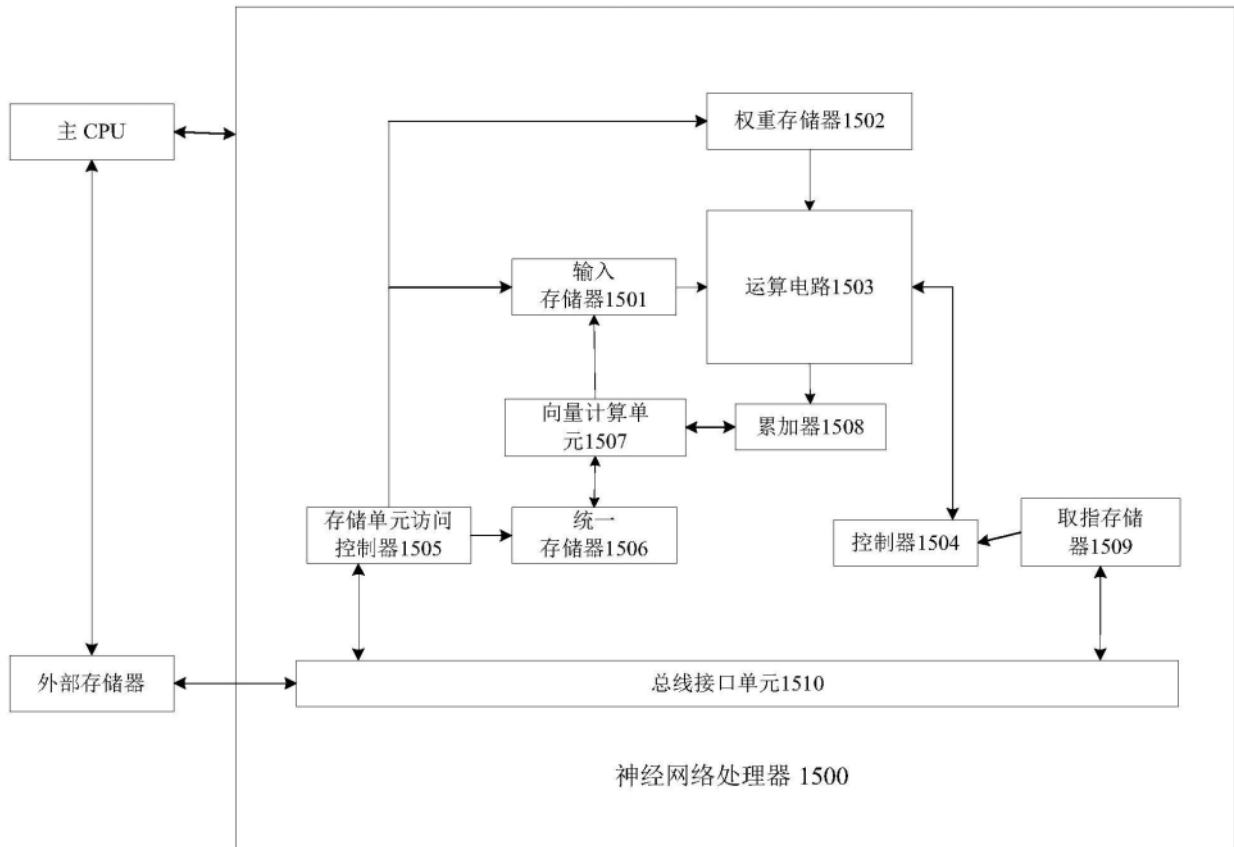 主 CPU
权重存储器1502
输入
存储器1501
运算电路1503
向量计算单
元1507
累加器1508
存储单元访问
控制器1505
统一
存储器1506
控制器1504
取指存储
器1509
外部存储器
总线接口单元1510
神经网络处理器 1500